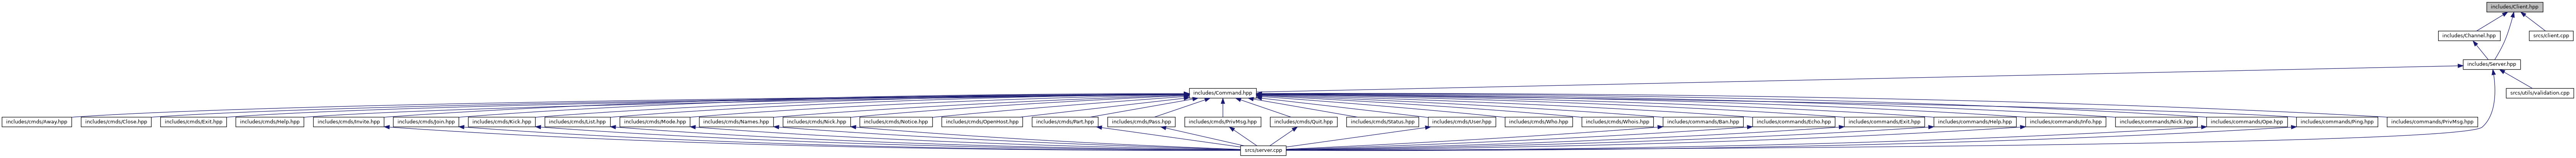 includes/Client.hpp
includes/Channel.hpp
srcs/client.cpp
includes/Server.hpp
includes/Command.hpp
srcs/utils/validation.cpp
includes/cmds/Away.hpp
includes/cmds/Close.hpp
includes/cmds/Exit.hpp
includes/cmds/Help.hpp
includes/cmds/Invite.hpp
includes/cmds/Join.hpp
includes/cmds/Kick.hpp
includes/cmds/List.hpp
includes/cmds/Mode.hpp
includes/cmds/Names.hpp
includes/cmds/Nick.hpp
includes/cmds/Notice.hpp
includes/cmds/OpenHost.hpp
includes/cmds/Part.hpp
includes/cmds/Pass.hpp
includes/cmds/PrivMsg.hpp
includes/cmds/Quit.hpp
includes/cmds/Status.hpp
includes/cmds/User.hpp
includes/cmds/Who.hpp
includes/cmds/Whois.hpp
includes/commands/Ban.hpp
includes/commands/Echo.hpp
includes/commands/Exit.hpp
includes/commands/Help.hpp
includes/commands/Info.hpp
includes/commands/Nick.hpp
includes/commands/Ope.hpp
includes/commands/Ping.hpp
includes/commands/PrivMsg.hpp
srcs/server.cpp